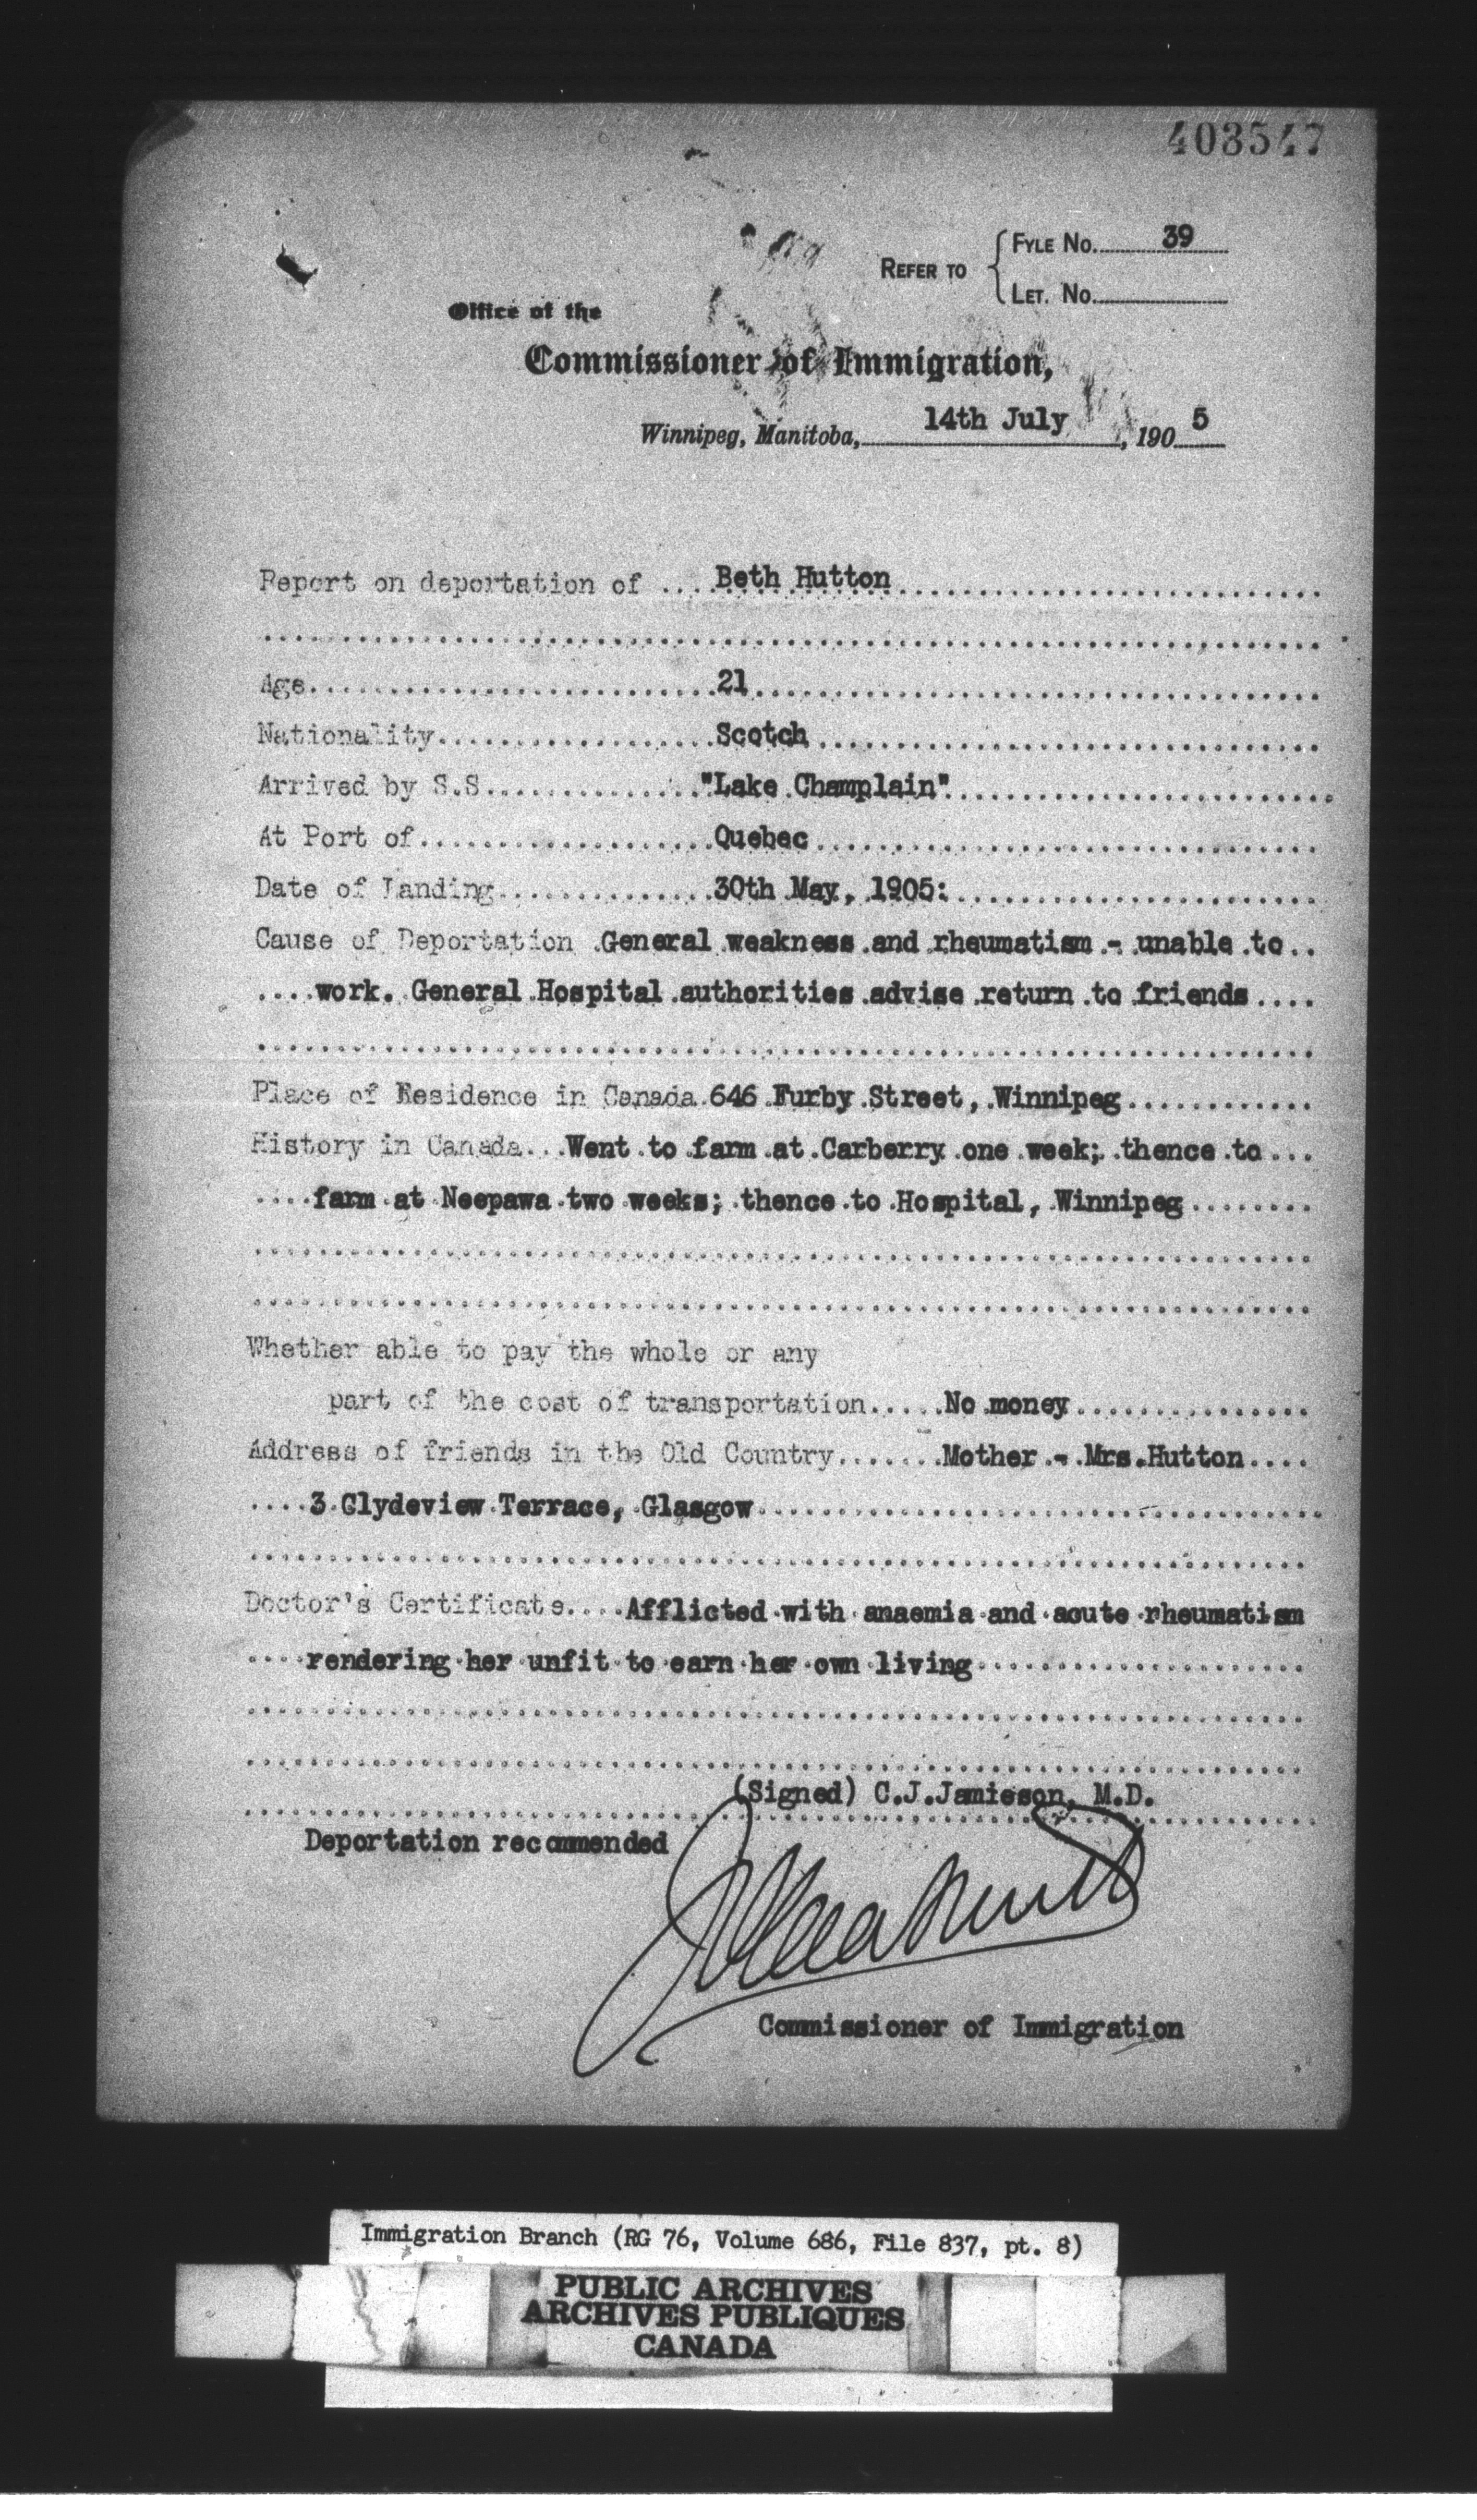 403547
Refer to { Fyle No. 39
Let. No.
Office of the
Commissioner of Immigration,
Winnipeg, Manitoba, 14th July, 190 5
Report on deportation of .... Beth Hutton
Age 21
Nationality Scotch
Arrived by S.S. "Lake Champlain"
At Port of Quebec
Date of Landing 30th May, 1905:
Cause of Deportation General weakness and rheumatism - unable to
work. General Hospital authorities advise return to friends
Place of Residence in Canada 646 Furby Street, Winnipeg
History in Canada Went to farm at Carberry one week; thence to
farm at Neepawa two weeks; thence to Hospital, Winnipeg
Whether able to pay the whole or any
part of the cost of transportation No money
Address of friends in the Old Country Mother - Mrs.Hutton
3 Clydeview Terrace, Glasgow
Doctor's Certificate Afflicted with anaemia and acute rheumatism
rendering her unfit to earn her own living
(Signed) C.J.Jamieson, M.D.
Deportation recommended
Commissioner of Immigration
Immigration Branch (RG 76, Volume 686, File 837, pt. 8)
PUBLIC ARCHIVES
ARCHIVES PUBLIQUES
CANADA